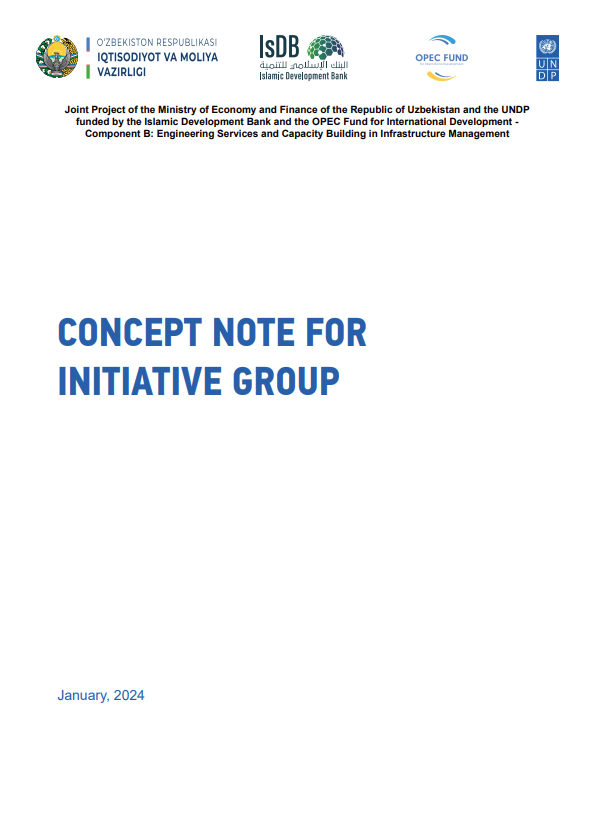 O'ZBEKISTON RESPUBLIKASI
IQTISODIYOT VA MOLIYA
VAZIRLIGI
IsDB
البنك الإسلامي للتنمية
Islamic Development Bank
OPEC FUND
U N
D P
Joint Project of the Ministry of Economy and Finance of the Republic of Uzbekistan and the UNDP
funded by the Islamic Development Bank and the OPEC Fund for International Development -
Component B: Engineering Services and Capacity Building in Infrastructure Management
CONCEPT NOTE FOR
INITIATIVE GROUP
January, 2024